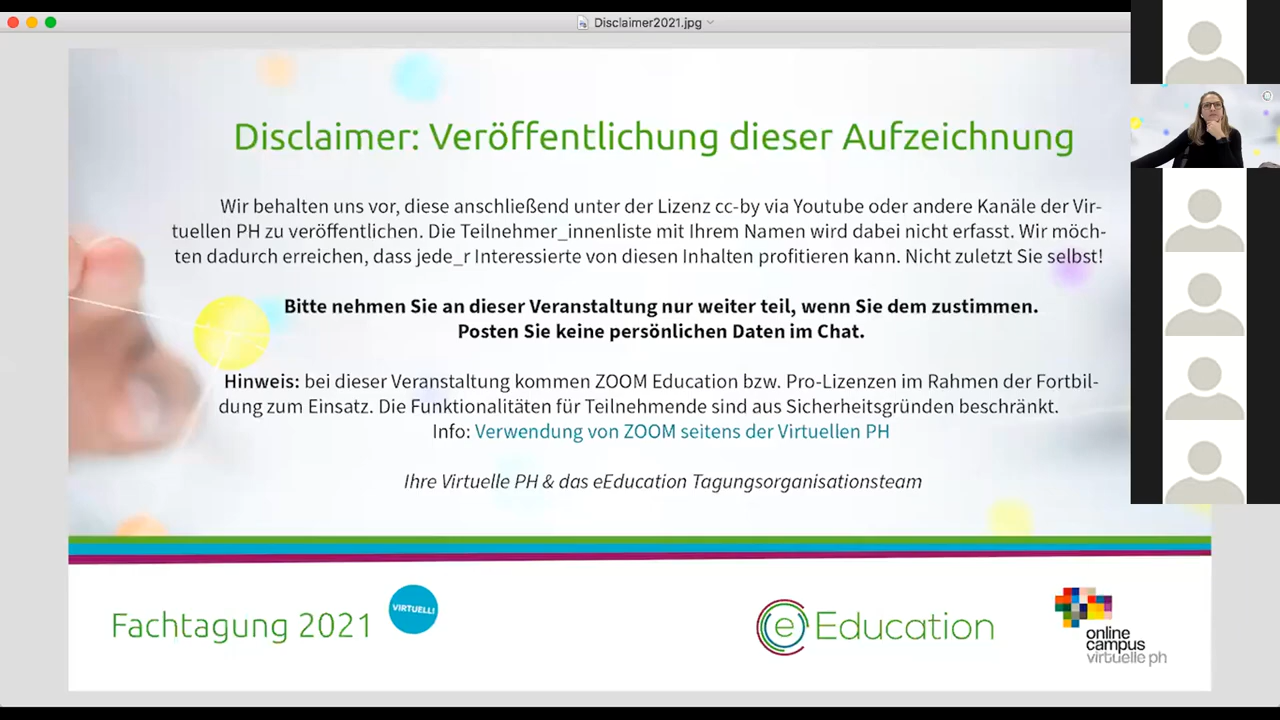 Disclaimer2021.jpg
Disclaimer: Veröffentlichung dieser Aufzeichnung
Wir behalten uns vor, diese anschließend unter der Lizenz cc-by via Youtube oder andere Kanäle der Vir-
tuellen PH zu veröffentlichen. Die Teilnehmer_innenliste mit Ihrem Namen wird dabei nicht erfasst. Wir möch-
ten dadurch erreichen, dass jede_r Interessierte von diesen Inhalten profitieren kann. Nicht zuletzt Sie selbst!
Bitte nehmen Sie an dieser Veranstaltung nur weiter teil, wenn Sie dem zustimmen.
Posten Sie keine persönlichen Daten im Chat.
Hinweis: bei dieser Veranstaltung kommen ZOOM Education bzw. Pro-Lizenzen im Rahmen der Fortbil-
dung zum Einsatz. Die Funktionalitäten für Teilnehmende sind aus Sicherheitsgründen beschränkt.
Info: Verwendung von ZOOM seitens der Virtuellen PH
Ihre Virtuelle PH & das eEducation Tagungsorganisationsteam
Fachtagung 2021
VIRTUELL!
e Education
online
campus
virtuelle ph